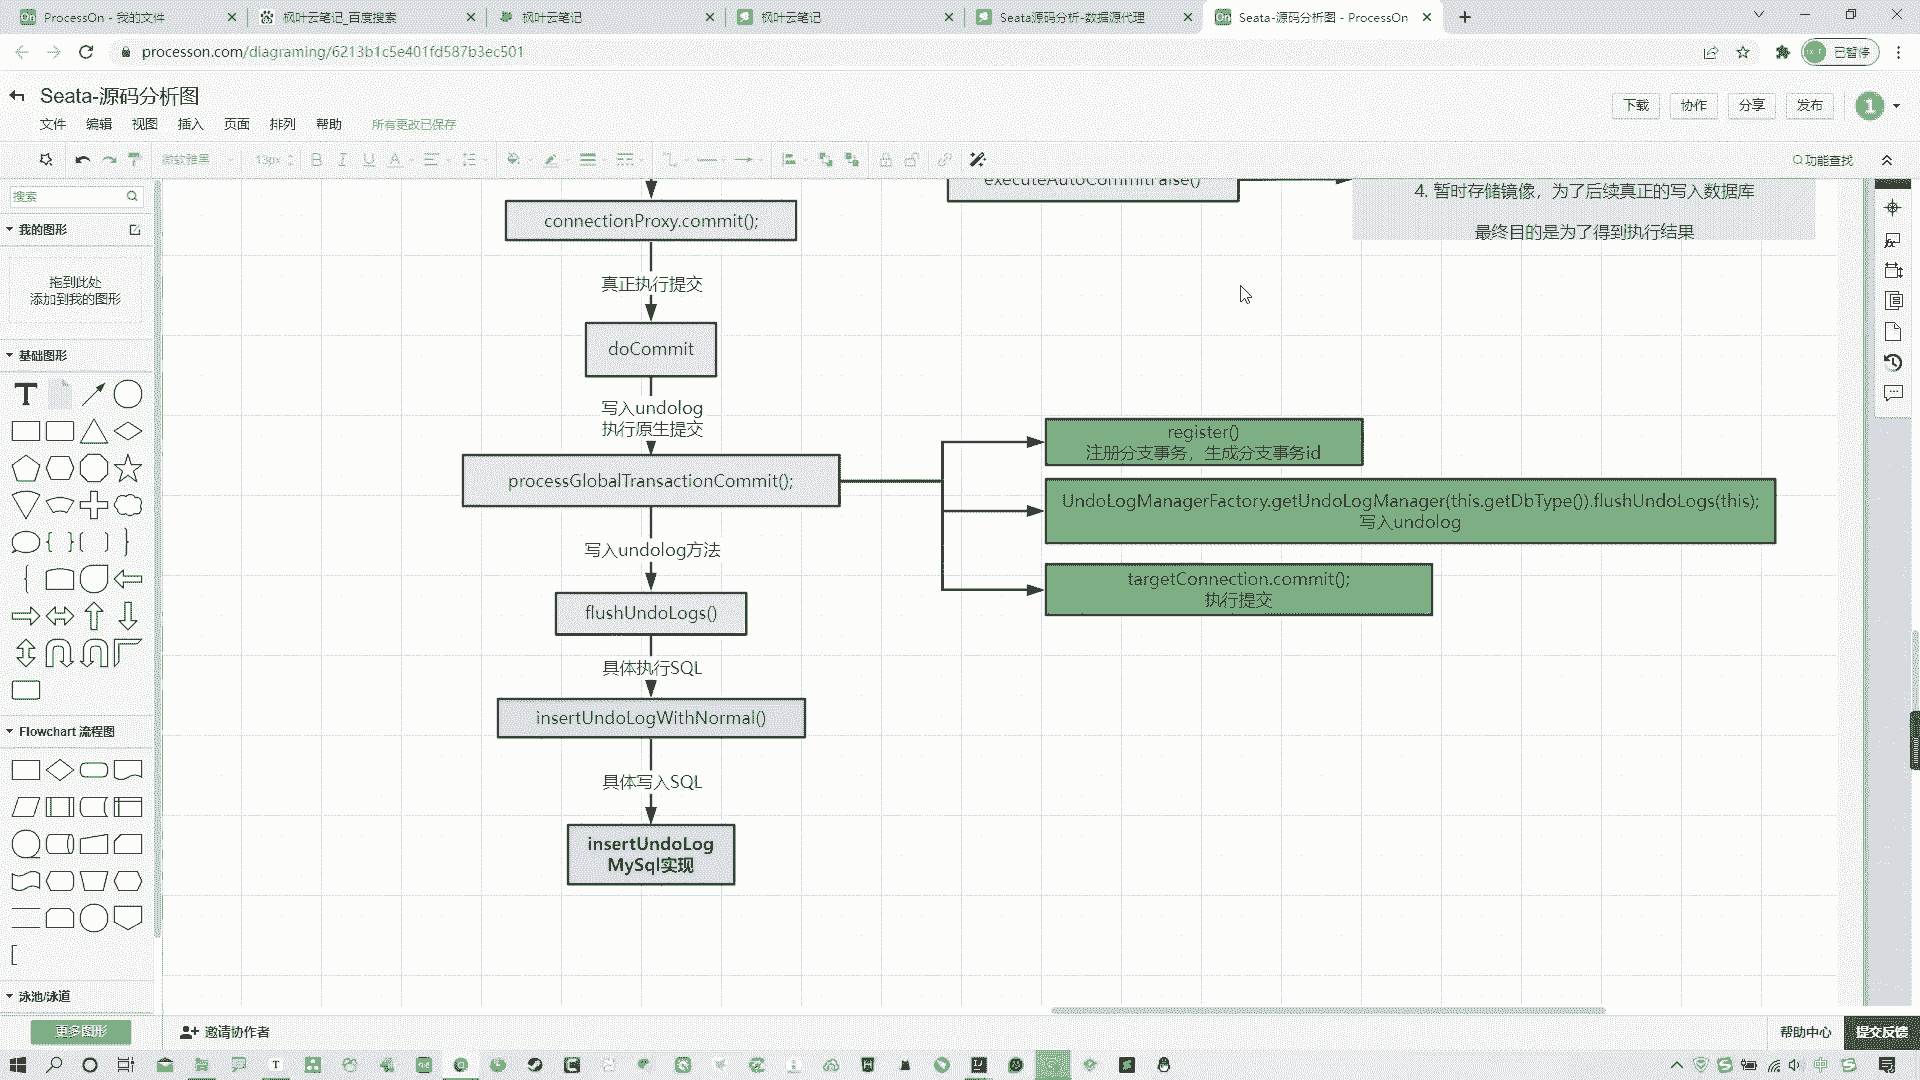 ProcessOn - 我的文件
枫叶云笔记_百度搜索
枫叶云笔记
枫叶云笔记
Seata源码分析-数据源代理
Seata-源码分析图 - ProcessOn
processon.com/diagraming/6213b1c5e401fd587b3ec501
已暂停
Seata-源码分析图
下载
协作
分享
发布
1
文件
编辑
视图
插入
页面
排列
帮助
所有更改已保存
微软雅黑
13px
功能查找
搜索
我的图形
拖到此处
添加到我的图形
基础图形
Flowchart 流程图
泳池/泳道
更多图形
executeAutoCommitFalse()
4. 暂时存储镜像，为了后续真正的写入数据库
最终目的是为了得到执行结果
connectionProxy.commit();
真正执行提交
doCommit
写入undolog
执行原生提交
processGlobalTransactionCommit();
register()
注册分支事务，生成分支事务id
UndoLogManagerFactory.getUndoLogManager(this.getDbType()).flushUndoLogs(this);
写入undolog
targetConnection.commit();
执行提交
写入undolog方法
flushUndoLogs()
具体执行SQL
insertUndoLogWithNormal()
具体写入SQL
insertUndoLog
MySql实现
邀请协作者
帮助中心
提交反馈
中